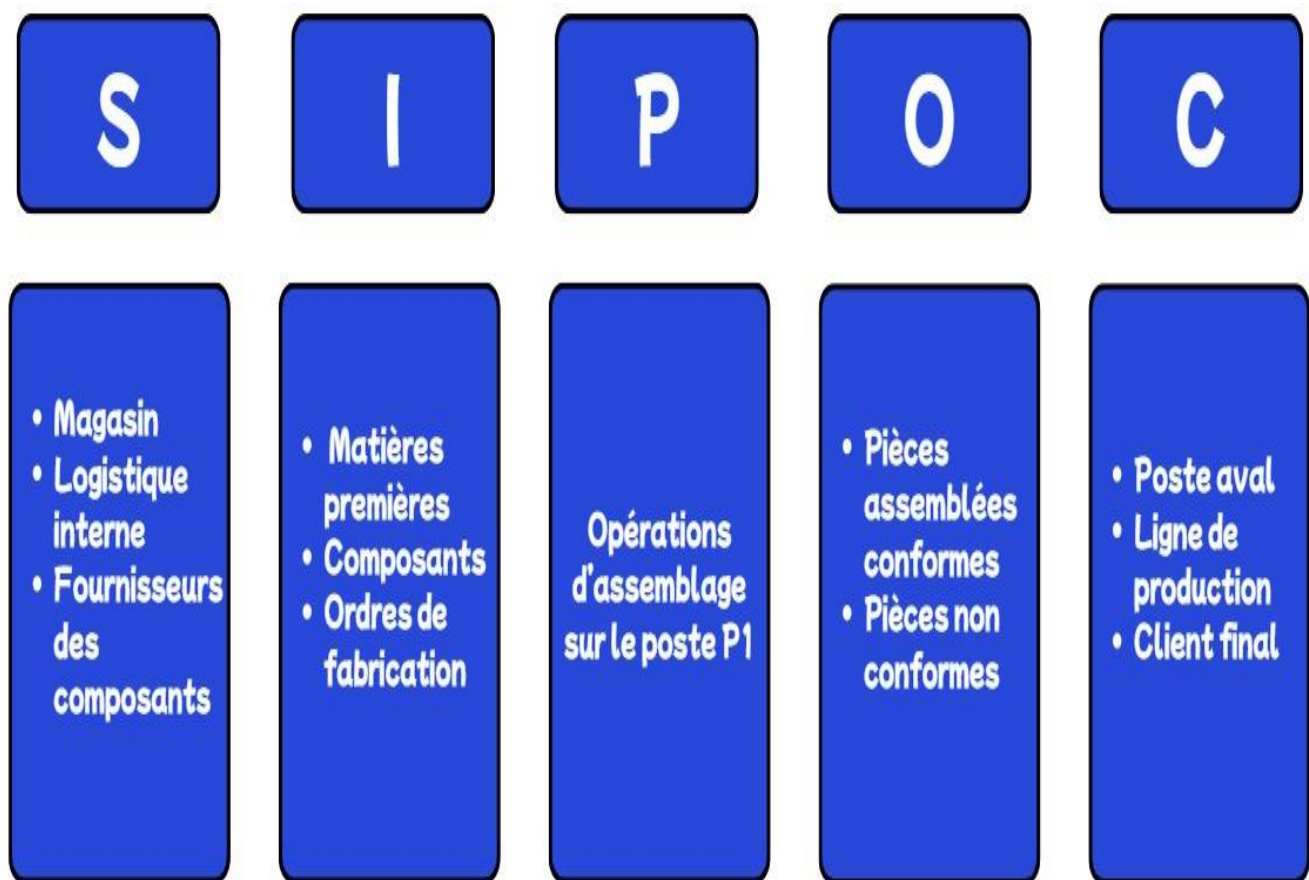 S
I
P
O
C
• Magasin
• Logistique
interne
• Fournisseurs
des
composants
• Matières
premières
• Composants
• Ordres de
fabrication
Opérations
d'assemblage
sur le poste P1
• Pièces
assemblées
conformes
• Pièces non
conformes
• Poste aval
• Ligne de
production
• Client final